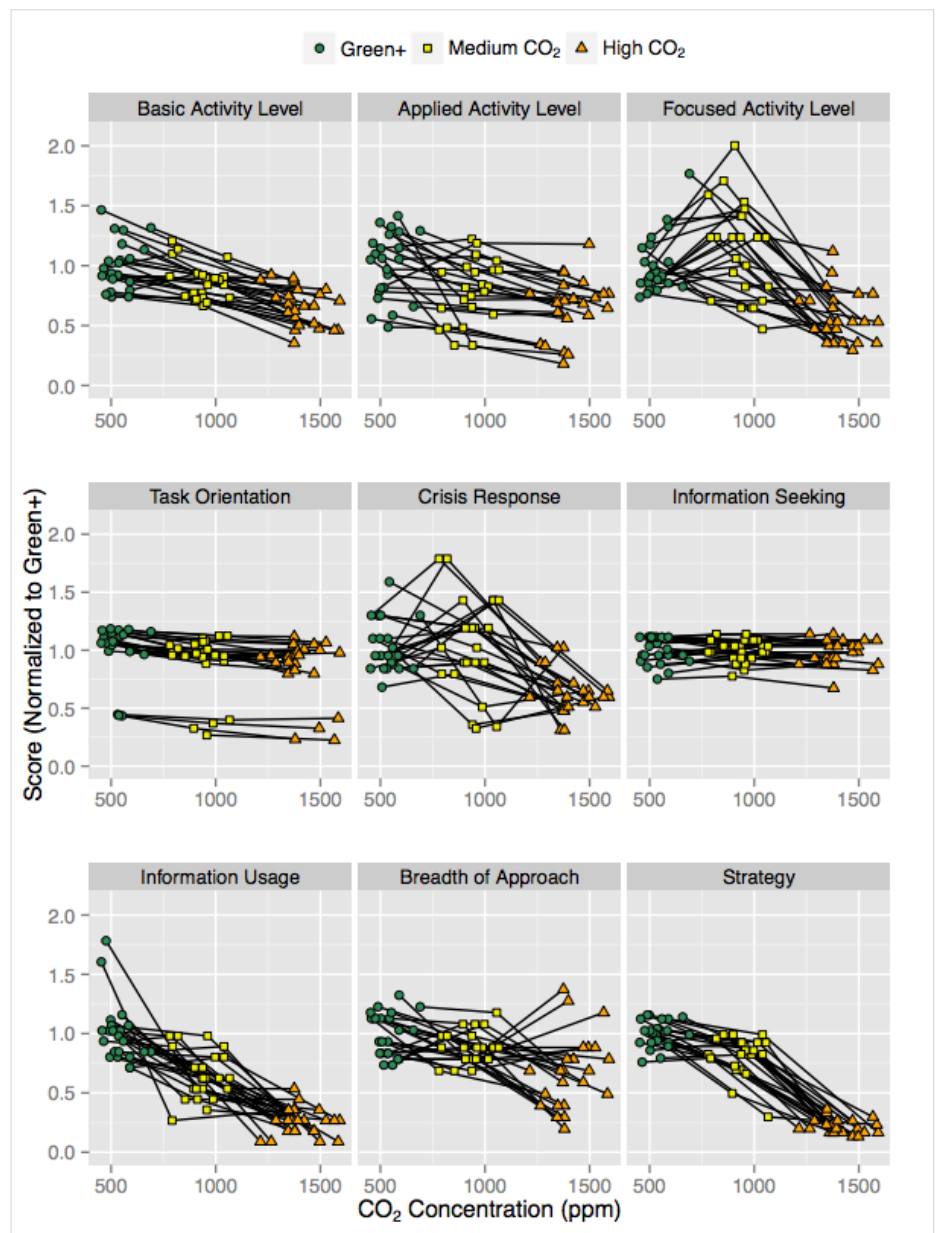 Green+ Medium CO₂ High CO₂
Basic Activity Level Applied Activity Level Focused Activity Level
2.0
1.5
1.0
0.5
0.0
500 1000 1500 500 1000 1500 500 1000 1500
Score (Normalized to Green+)
Task Orientation Crisis Response Information Seeking
2.0
1.5
1.0
0.5
0.0
500 1000 1500 500 1000 1500 500 1000 1500
Information Usage Breadth of Approach Strategy
2.0
1.5
1.0
0.5
0.0
500 1000 1500 500 1000 1500 500 1000 1500
CO₂ Concentration (ppm)